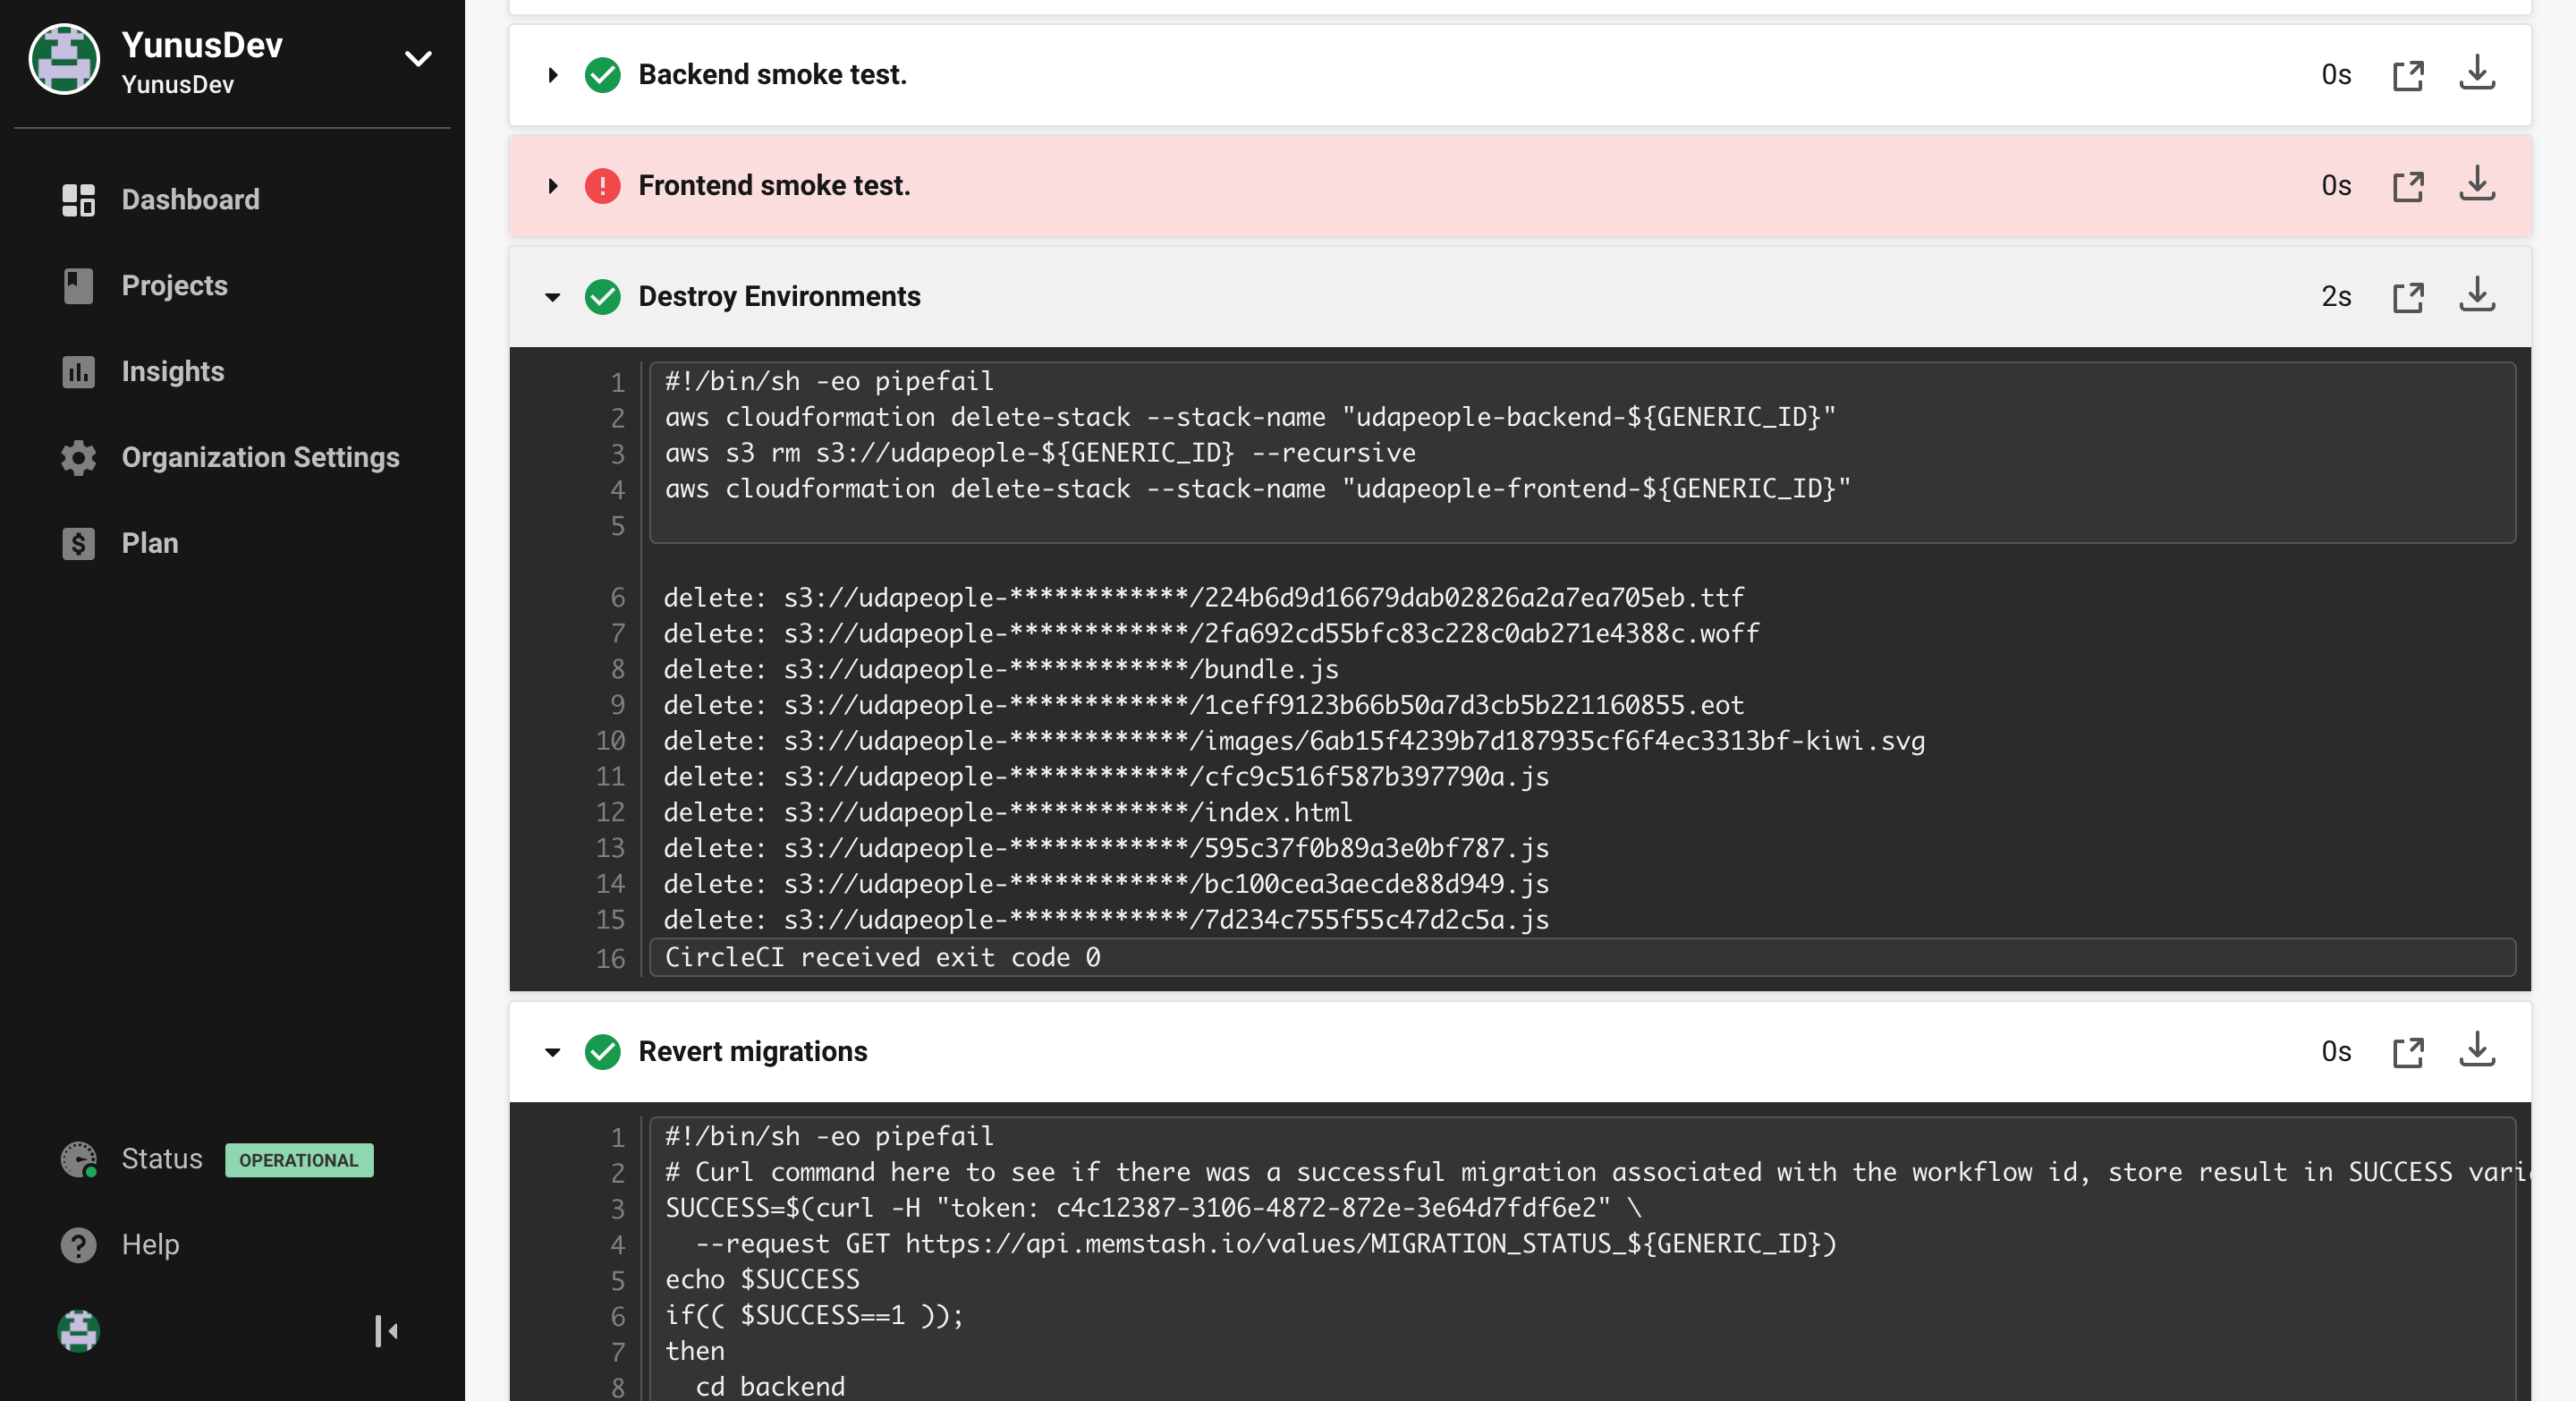 YunusDev
YunusDev
Dashboard
Projects
Insights
Organization Settings
Plan
Status OPERATIONAL
Help
Backend smoke test. 0s
Frontend smoke test. 0s
Destroy Environments 2s
1 #!/bin/sh -eo pipefail
2 aws cloudformation delete-stack --stack-name "udapeople-backend-${GENERIC_ID}"
3 aws s3 rm s3://udapeople-${GENERIC_ID} --recursive
4 aws cloudformation delete-stack --stack-name "udapeople-frontend-${GENERIC_ID}"
5
6 delete: s3://udapeople-************/224b6d9d16679dab02826a2a7ea705eb.ttf
7 delete: s3://udapeople-************/2fa692cd55bfc83c228c0ab271e4388c.woff
8 delete: s3://udapeople-************/bundle.js
9 delete: s3://udapeople-************/1ceff9123b66b50a7d3cb5b221160855.eot
10 delete: s3://udapeople-************/images/6ab15f4239b7d187935cf6f4ec3313bf-kiwi.svg
11 delete: s3://udapeople-************/cfc9c516f587b397790a.js
12 delete: s3://udapeople-************/index.html
13 delete: s3://udapeople-************/595c37f0b89a3e0bf787.js
14 delete: s3://udapeople-************/bc100cea3aecde88d949.js
15 delete: s3://udapeople-************/7d234c755f55c47d2c5a.js
16 CircleCI received exit code 0
Revert migrations 0s
1 #!/bin/sh -eo pipefail
2 # Curl command here to see if there was a successful migration associated with the workflow id, store result in SUCCESS vari
3 SUCCESS=$(curl -H "token: c4c12387-3106-4872-872e-3e64d7fdf6e2" \
4 --request GET https://api.memstash.io/values/MIGRATION_STATUS_${GENERIC_ID})
5 echo $SUCCESS
6 if(( $SUCCESS==1 ));
7 then
8 cd backend